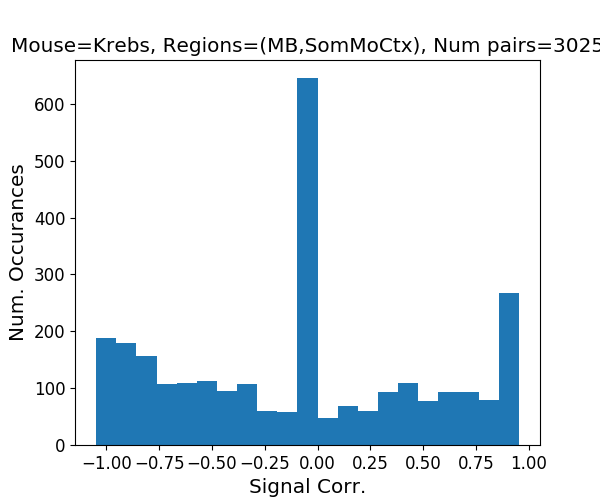 Mouse=Krebs, Regions=(MB,SomMoCtx), Num pairs=3025
600
500
400
300
200
100
0
Num. Occurances
−1.00 −0.75 −0.50 −0.25 0.00 0.25 0.50 0.75 1.00
Signal Corr.